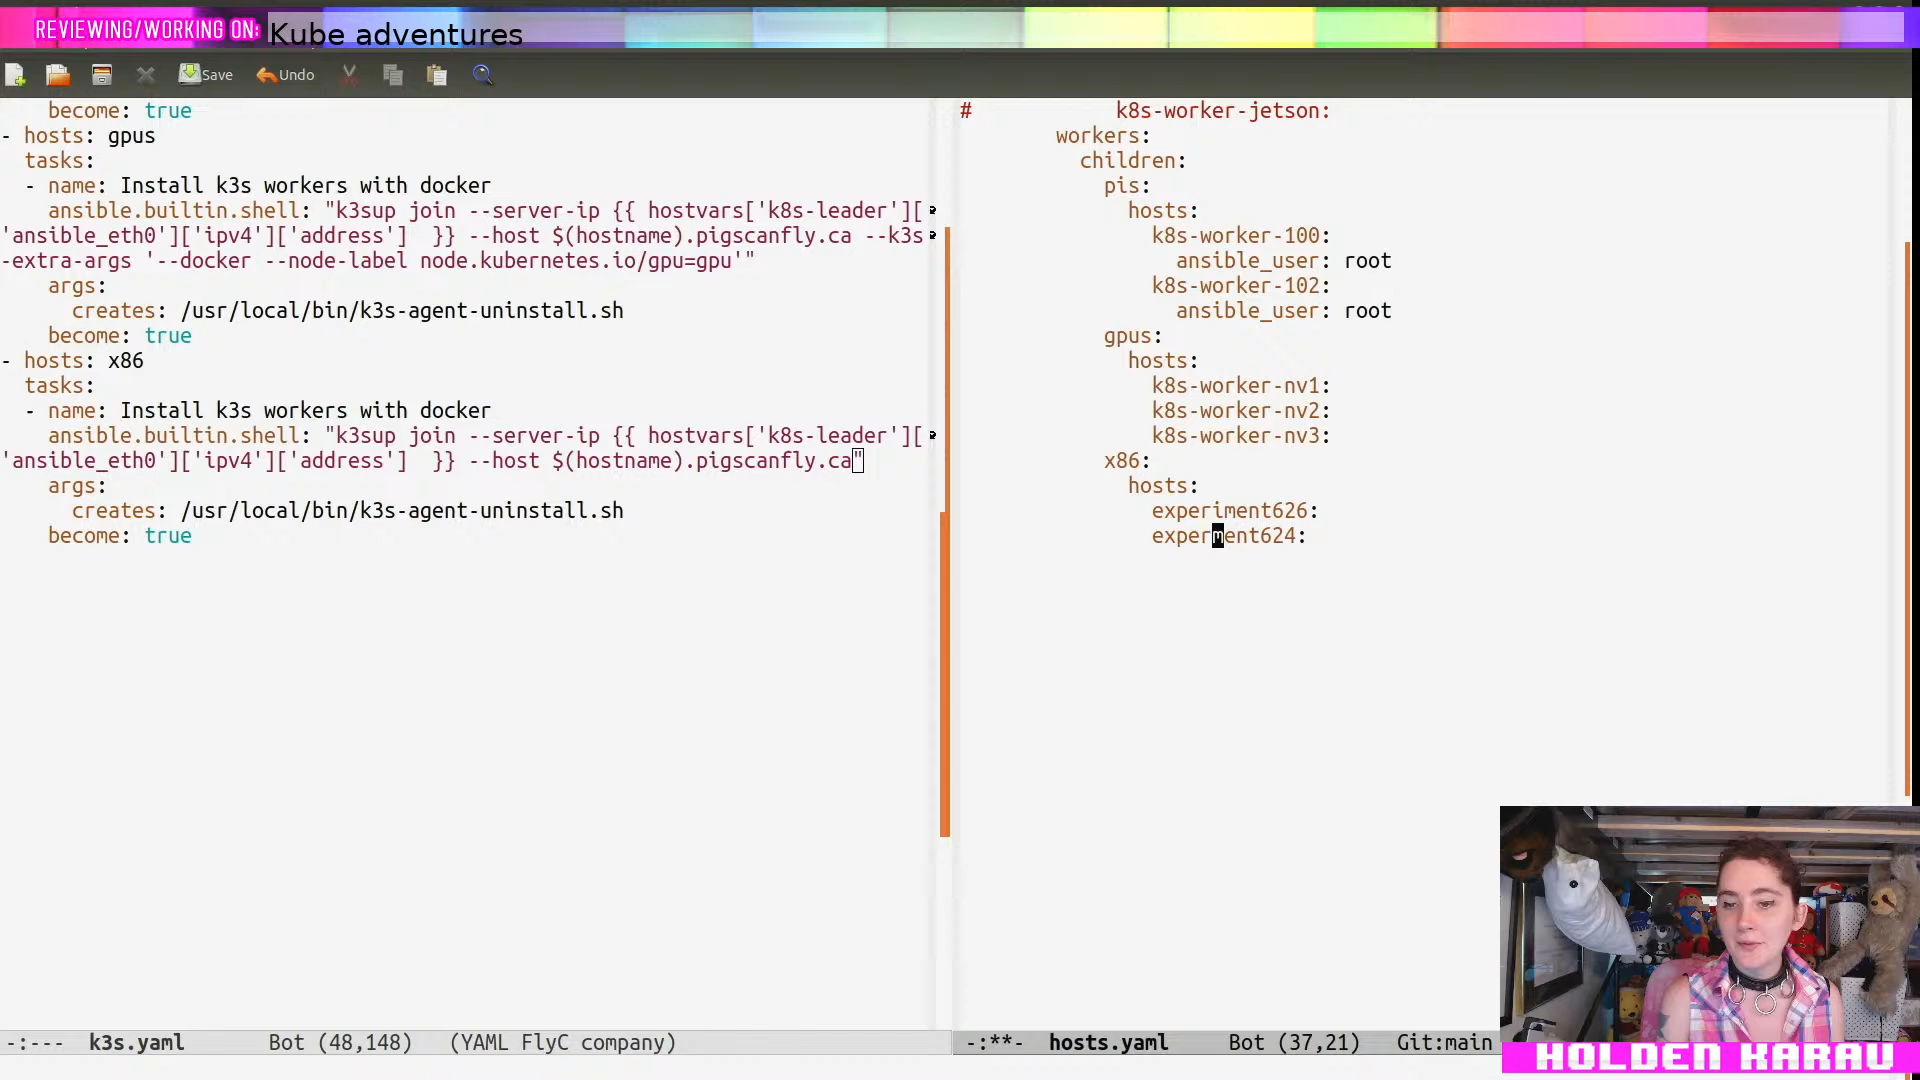 REVIEWING/WORKING ON: Kube adventures
Save Undo
become: true
- hosts: gpus
tasks:
- name: Install k3s workers with docker
ansible.builtin.shell: "k3sup join --server-ip {{ hostvars['k8s-leader'][
'ansible_eth0']['ipv4']['address']  }} --host $(hostname).pigscanfly.ca --k3s
-extra-args '--docker --node-label node.kubernetes.io/gpu=gpu'"
args:
creates: /usr/local/bin/k3s-agent-uninstall.sh
become: true
- hosts: x86
tasks:
- name: Install k3s workers with docker
ansible.builtin.shell: "k3sup join --server-ip {{ hostvars['k8s-leader'][
'ansible_eth0']['ipv4']['address']  }} --host $(hostname).pigscanfly.ca"
args:
creates: /usr/local/bin/k3s-agent-uninstall.sh
become: true
-:--- k3s.yaml Bot (48,148) (YAML FlyC company)
# k8s-worker-jetson:
workers:
children:
pis:
hosts:
k8s-worker-100:
ansible_user: root
k8s-worker-102:
ansible_user: root
gpus:
hosts:
k8s-worker-nv1:
k8s-worker-nv2:
k8s-worker-nv3:
x86:
hosts:
experiment626:
experment624:
-:**- hosts.yaml Bot (37,21) Git:main
HOLDEN KARAU